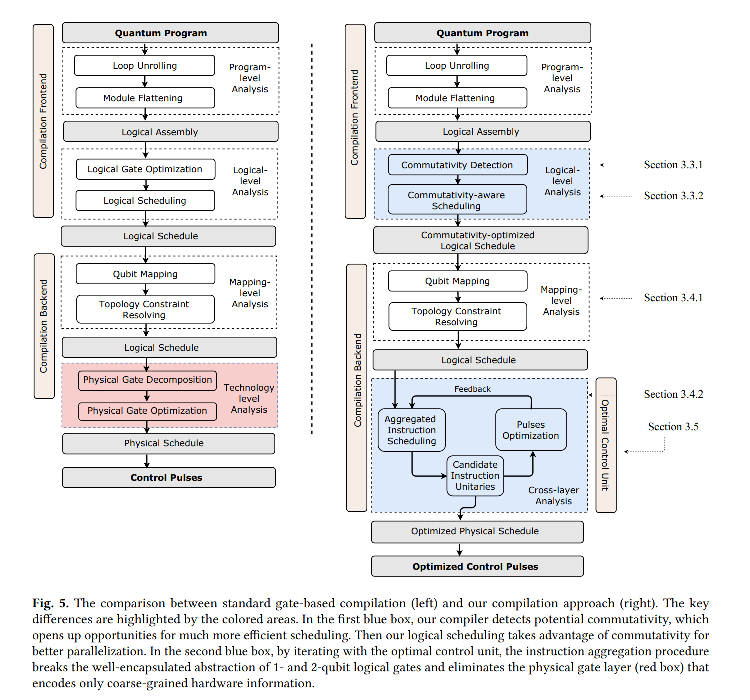 Quantum Program
Compilation Frontend
Loop Unrolling
Module Flattening
Program-
level
Analysis
Logical Assembly
Logical Gate Optimization
Logical Scheduling
Logical-
level
Analysis
Logical Schedule
Compilation Backend
Qubit Mapping
Topology Constraint
Resolving
Mapping-
level
Analysis
Logical Schedule
Physical Gate Decomposition
Physical Gate Optimization
Technology
level
Analysis
Physical Schedule
Control Pulses
Quantum Program
Compilation Frontend
Loop Unrolling
Module Flattening
Program-
level
Analysis
Logical Assembly
Commutativity Detection
Commutativity-aware
Scheduling
Logical-
level
Analysis
Section 3.3.1
Section 3.3.2
Commutativity-optimized
Logical Schedule
Compilation Backend
Qubit Mapping
Topology Constraint
Resolving
Mapping-
level
Analysis
Section 3.4.1
Logical Schedule
Feedback
Aggregated
Instruction
Scheduling
Pulses
Optimization
Candidate
Instruction
Unitaries
Cross-layer
Analysis
Optimal Control Unit
Section 3.4.2
Section 3.5
Optimized Physical Schedule
Optimized Control Pulses
Fig. 5. The comparison between standard gate-based compilation (left) and our compilation approach (right). The key
differences are highlighted by the colored areas. In the first blue box, our compiler detects potential commutativity, which
opens up opportunities for much more efficient scheduling. Then our logical scheduling takes advantage of commutativity for
better parallelization. In the second blue box, by iterating with the optimal control unit, the instruction aggregation procedure
breaks the well-encapsulated abstraction of 1- and 2-qubit logical gates and eliminates the physical gate layer (red box) that
encodes only coarse-grained hardware information.